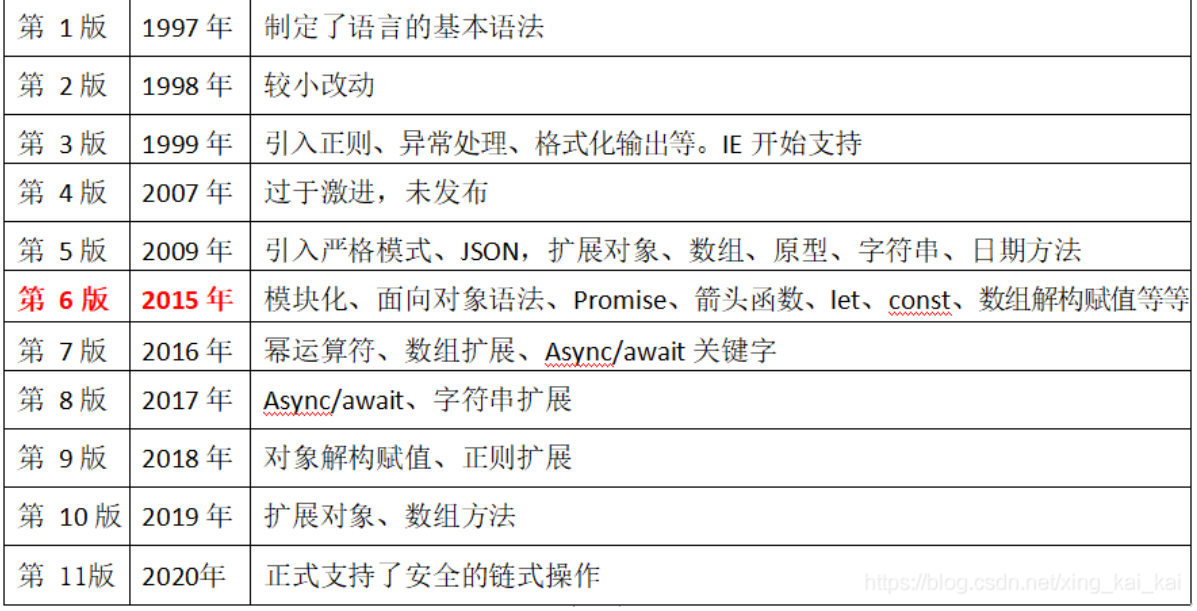 第 1 版 1997 年 制定了语言的基本语法
第 2 版 1998 年 较小改动
第 3 版 1999 年 引入正则、异常处理、格式化输出等。IE 开始支持
第 4 版 2007 年 过于激进，未发布
第 5 版 2009 年 引入严格模式、JSON，扩展对象、数组、原型、字符串、日期方法
第 6 版 2015 年 模块化、面向对象语法、Promise、箭头函数、let、const、数组解构赋值等等
第 7 版 2016 年 幂运算符、数组扩展、Async/await 关键字
第 8 版 2017 年 Async/await、字符串扩展
第 9 版 2018 年 对象解构赋值、正则扩展
第 10 版 2019 年 扩展对象、数组方法
第 11版 2020年 正式支持了安全的链式操作
https://blog.csdn.net/xing_kai_kai